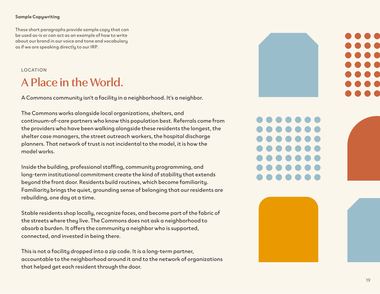 Sample Copywriting
These short paragraphs provide sample copy that can
be used as-is or can act as an example of how to write
about our brand in our voice and tone and vocabulary
as if we are speaking directly to our IRP.
LOCATION
A Place in the World.
A Commons community isn't a facility in a neighborhood. It's a neighbor.
The Commons works alongside local organizations, shelters, and
continuum-of-care partners who know this population best. Referrals come from
the providers who have been walking alongside these residents the longest, the
shelter case managers, the street outreach workers, the hospital discharge
planners. That network of trust is not incidental to the model, it is how the
model works.
Inside the building, professional staffing, community programming, and
long-term institutional commitment create the kind of stability that extends
beyond the front door. Residents build routines, which become familiarity.
Familiarity brings the quiet, grounding sense of belonging that our residents are
rebuilding, one day at a time.
Stable residents shop locally, recognize faces, and become part of the fabric of
the streets where they live. The Commons does not ask a neighborhood to
absorb a burden. It offers the community a neighbor who is supported,
connected, and invested in being there.
This is not a facility dropped into a zip code. It is a long-term partner,
accountable to the neighborhood around it and to the network of organizations
that helped get each resident through the door.
19